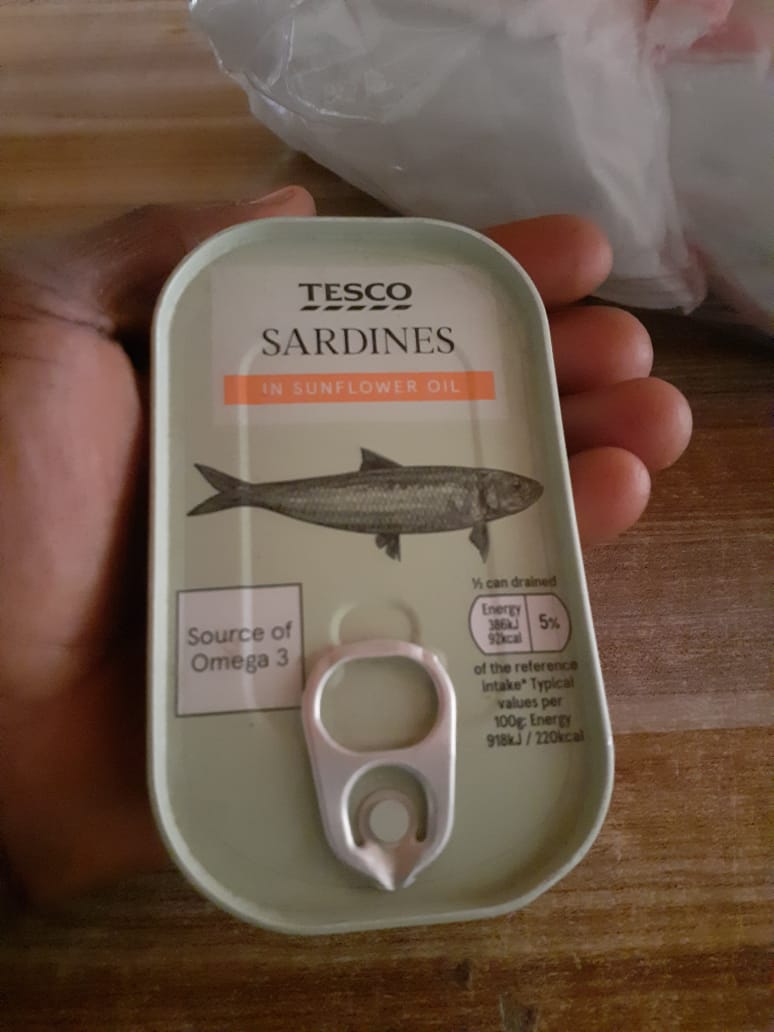 TESCO
SARDINES
IN SUNFLOWER OIL
Source of
Omega 3
½ can drained
Energy
386kJ
92kcal
5%
of the reference
intake* Typical
values per
100g: Energy
918kJ / 220kcal